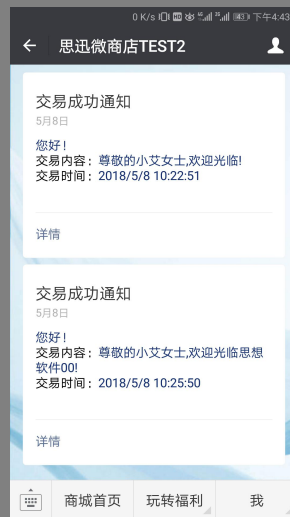 0 K/s 下午4:43
思迅微商店TEST2
交易成功通知
5月8日
您好！
交易内容：尊敬的小艾女士,欢迎光临!
交易时间：2018/5/8 10:22:51
详情
交易成功通知
5月8日
您好！
交易内容：尊敬的小艾女士,欢迎光临思想
软件00!
交易时间：2018/5/8 10:25:50
详情
商城首页 玩转福利 我